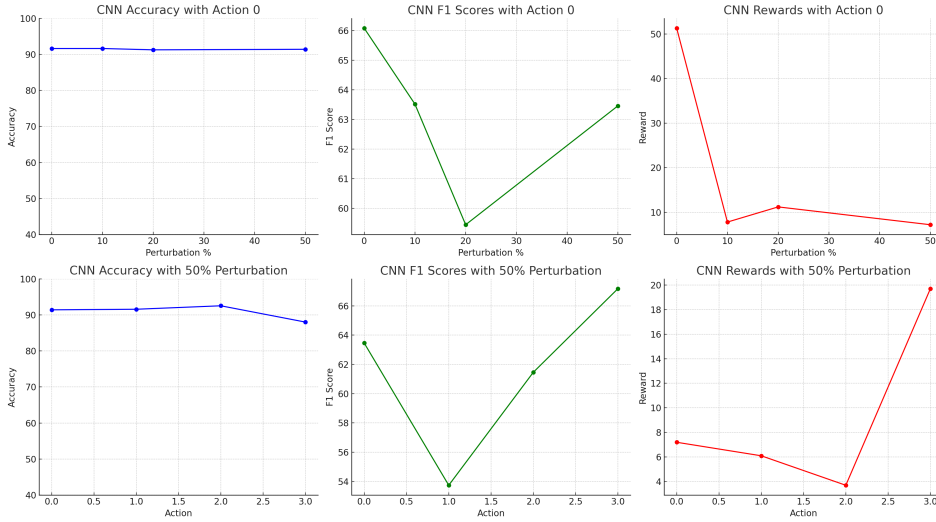 CNN Accuracy with Action 0
100
90
80
70
60
50
40
Accuracy
0 10 20 30 40 50
Perturbation %
CNN F1 Scores with Action 0
66
65
64
63
62
61
60
F1 Score
0 10 20 30 40 50
Perturbation %
CNN Rewards with Action 0
50
40
30
20
10
Reward
0 10 20 30 40 50
Perturbation %
CNN Accuracy with 50% Perturbation
100
90
80
70
60
50
40
Accuracy
0.0 0.5 1.0 1.5 2.0 2.5 3.0
Action
CNN F1 Scores with 50% Perturbation
66
64
62
60
58
56
54
F1 Score
0.0 0.5 1.0 1.5 2.0 2.5 3.0
Action
CNN Rewards with 50% Perturbation
20
18
16
14
12
10
8
6
4
Reward
0.0 0.5 1.0 1.5 2.0 2.5 3.0
Action